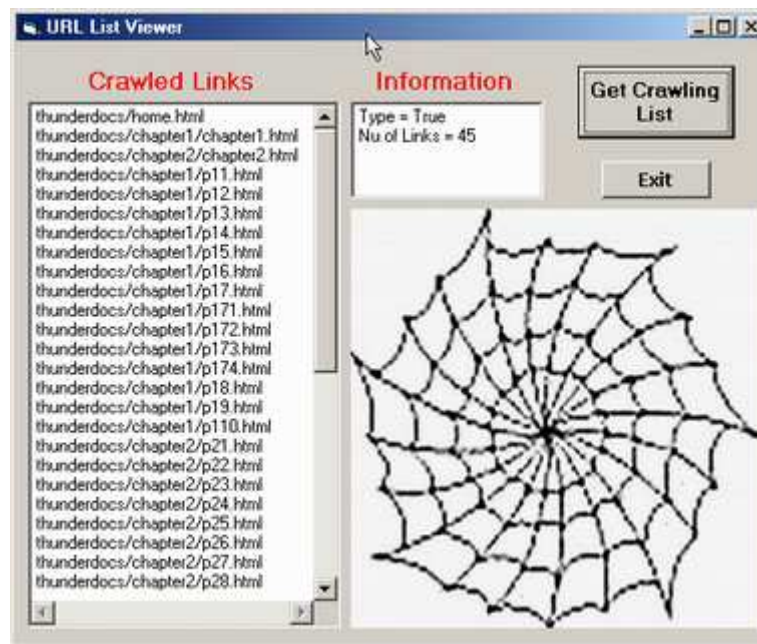 URL List Viewer
Crawled Links
thunderdocs/home.html
thunderdocs/chapter1/chapter1.html
thunderdocs/chapter2/chapter2.html
thunderdocs/chapter1/p11.html
thunderdocs/chapter1/p12.html
thunderdocs/chapter1/p13.html
thunderdocs/chapter1/p14.html
thunderdocs/chapter1/p15.html
thunderdocs/chapter1/p16.html
thunderdocs/chapter1/p17.html
thunderdocs/chapter1/p171.html
thunderdocs/chapter1/p172.html
thunderdocs/chapter1/p173.html
thunderdocs/chapter1/p174.html
thunderdocs/chapter1/p18.html
thunderdocs/chapter1/p19.html
thunderdocs/chapter1/p110.html
thunderdocs/chapter2/p21.html
thunderdocs/chapter2/p22.html
thunderdocs/chapter2/p23.html
thunderdocs/chapter2/p24.html
thunderdocs/chapter2/p25.html
thunderdocs/chapter2/p26.html
thunderdocs/chapter2/p27.html
thunderdocs/chapter2/p28.html
Information
Type = True
Nu of Links = 45
Get Crawling
List
Exit